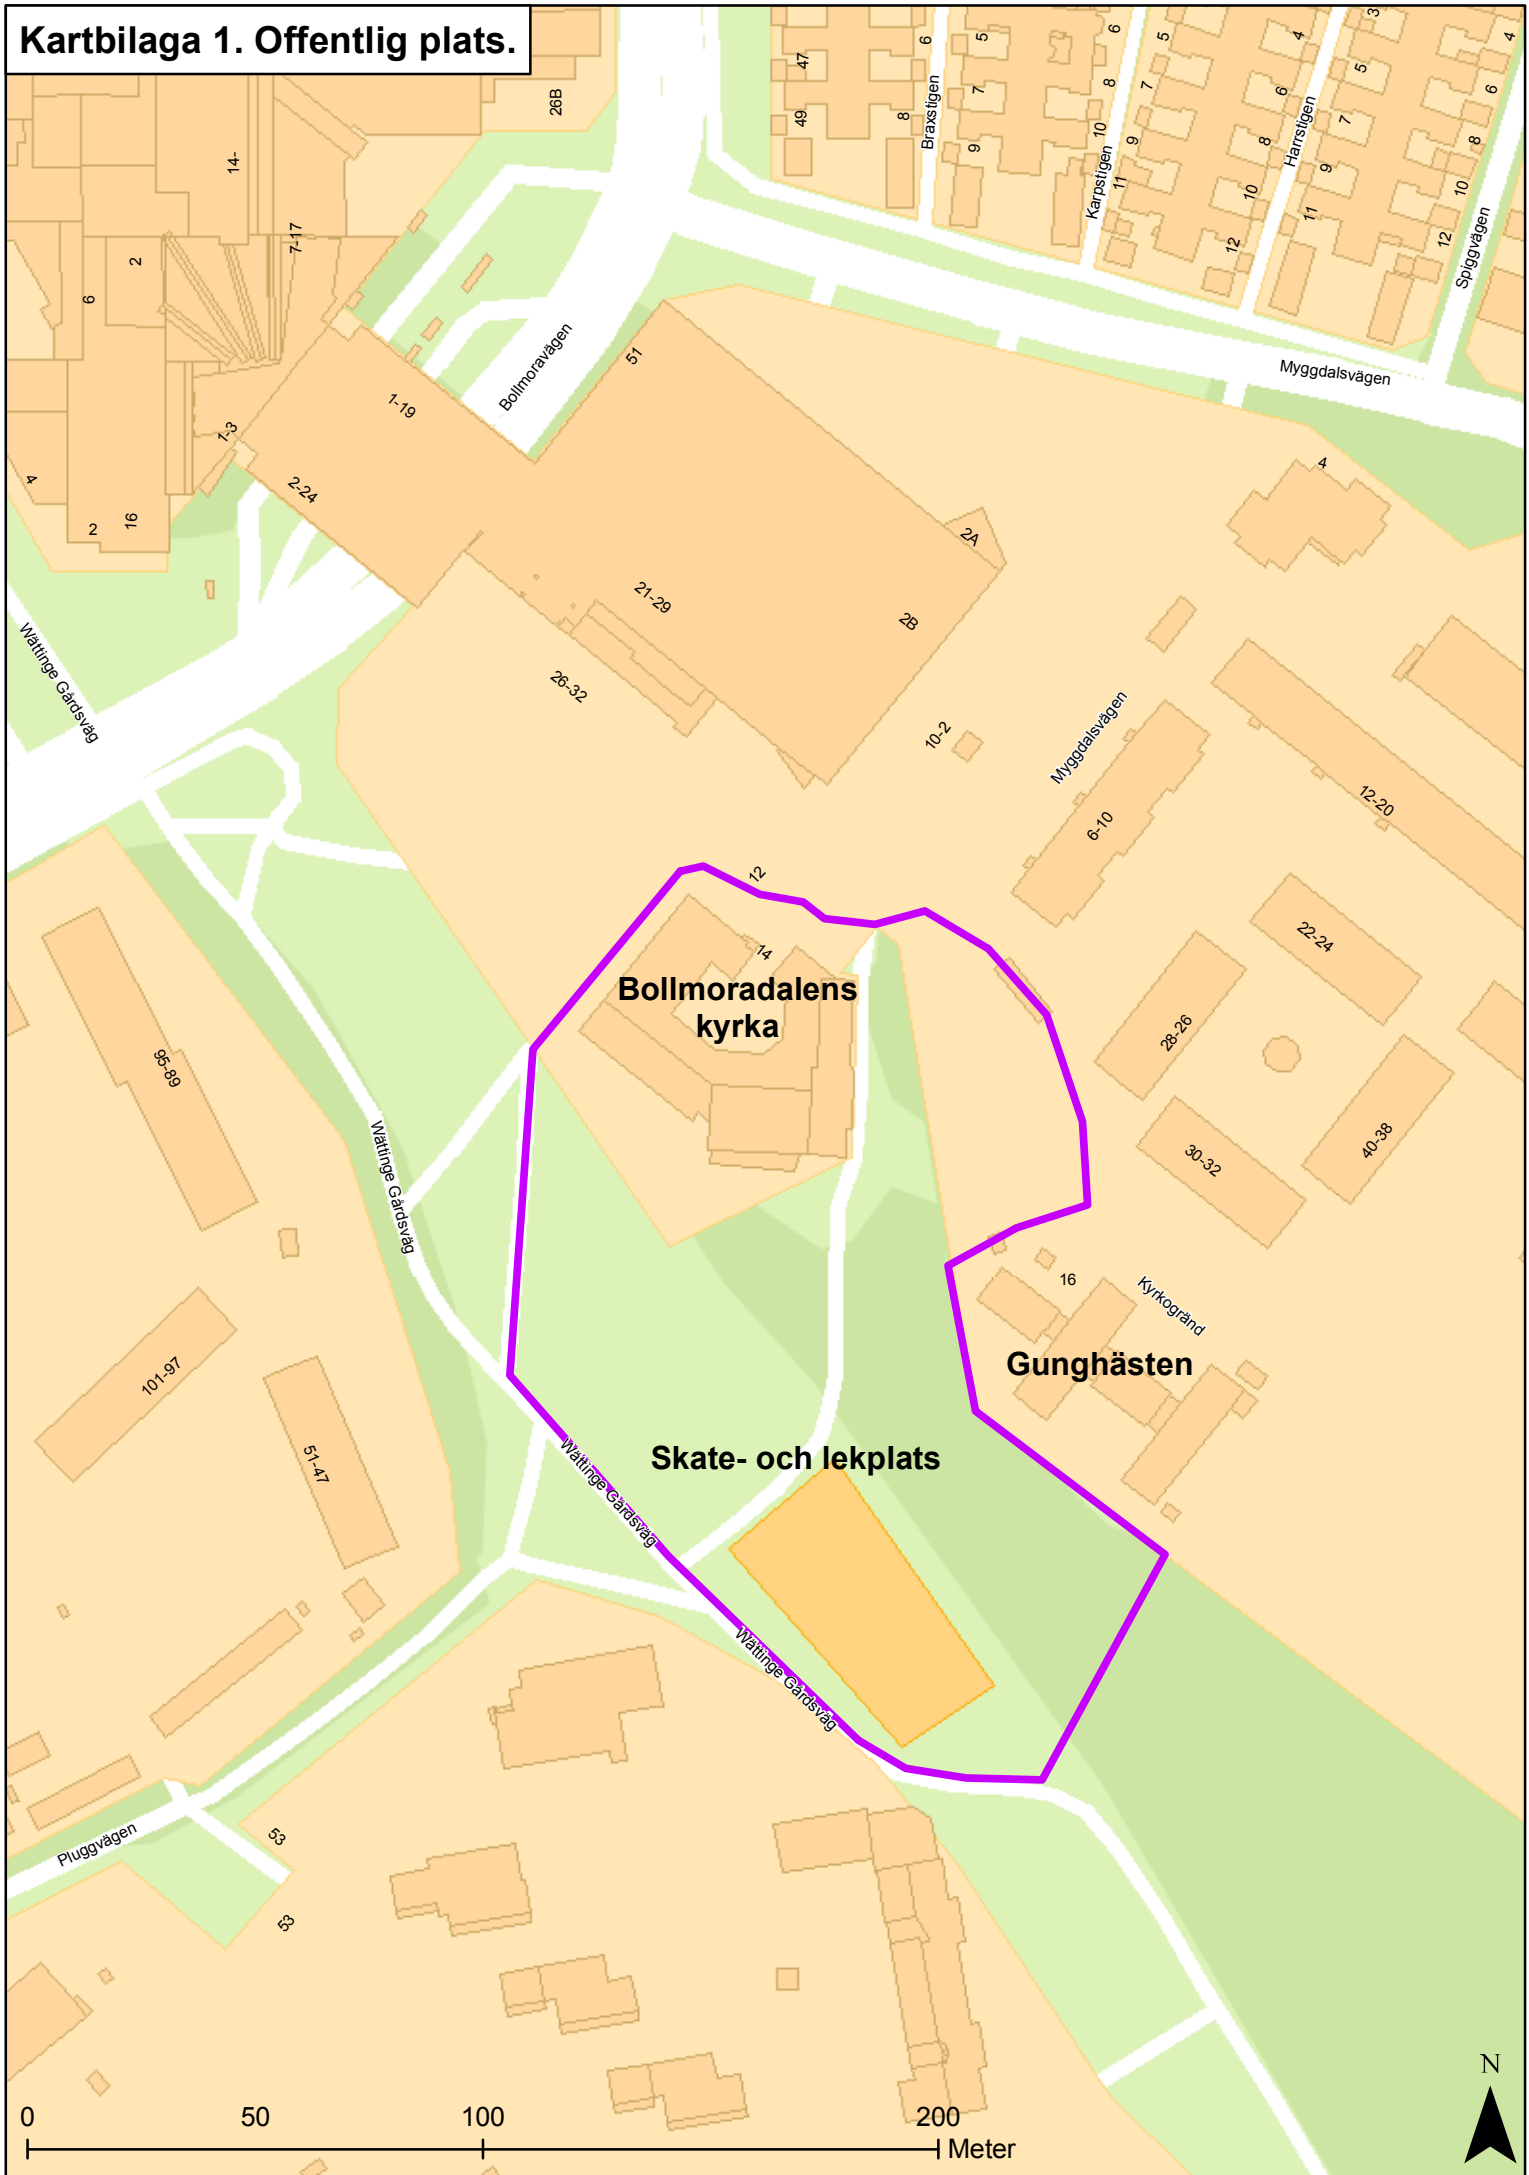 Kartbilaga 1. Offentlig plats.
26B
47
49
6
8
Braxstigen
5
7
9
6
8
10
Karpstigen
5
7
9
11
4
6
8
10
12
Harrstigen
3
5
7
9
11
4
6
8
10
12
Spiggvägen
14-
7-17
2
6
1-3
4
2
16
1-19
2-24
Bollmoravägen
51
Myggdalsvägen
4
2A
2B
21-29
26-32
10-2
Myggdalsvägen
6-10
12-20
Wättinge Gårdsväg
22-24
28-26
30-32
40-38
12
14
Bollmoradalens
kyrka
95-89
Wättinge Gårdsväg
16
Kyrkogränd
Gunghästen
101-97
51-47
Skate- och lekplats
Wättinge Gårdsväg
Wättinge Gårdsväg
Pluggvägen
53
53
N
0 50 100 200
Meter